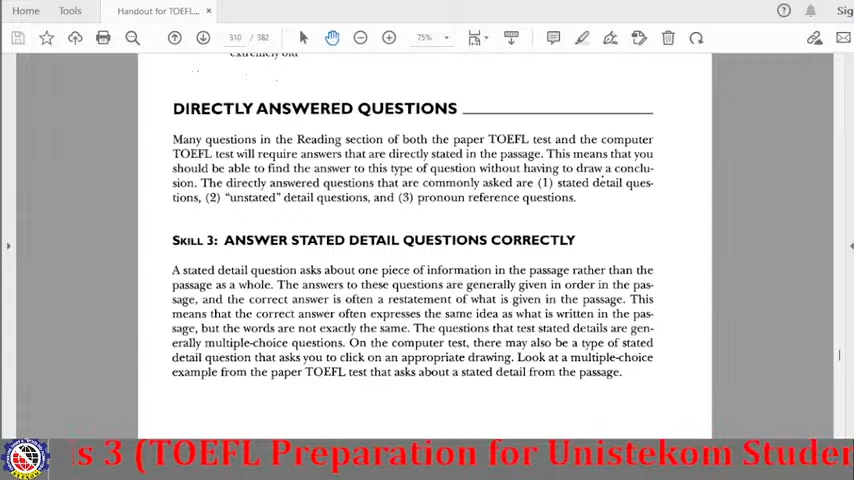 Home
Tools
Handout for TOEFL...
×
Sig
310 / 382
75%
extremely old
DIRECTLY ANSWERED QUESTIONS
Many questions in the Reading section of both the paper TOEFL test and the computer
TOEFL test will require answers that are directly stated in the passage. This means that you
should be able to find the answer to this type of question without having to draw a conclu-
sion. The directly answered questions that are commonly asked are (1) stated detail ques-
tions, (2) “unstated” detail questions, and (3) pronoun reference questions.
SKILL 3: ANSWER STATED DETAIL QUESTIONS CORRECTLY
A stated detail question asks about one piece of information in the passage rather than the
passage as a whole. The answers to these questions are generally given in order in the pas-
sage, and the correct answer is often a restatement of what is given in the passage. This
means that the correct answer often expresses the same idea as what is written in the pas-
sage, but the words are not exactly the same. The questions that test stated details are gen-
erally multiple-choice questions. On the computer test, there may also be a type of stated
detail question that asks you to click on an appropriate drawing. Look at a multiple-choice
example from the paper TOEFL test that asks about a stated detail from the passage.
s 3 (TOEFL Preparation for Unistekom Studen